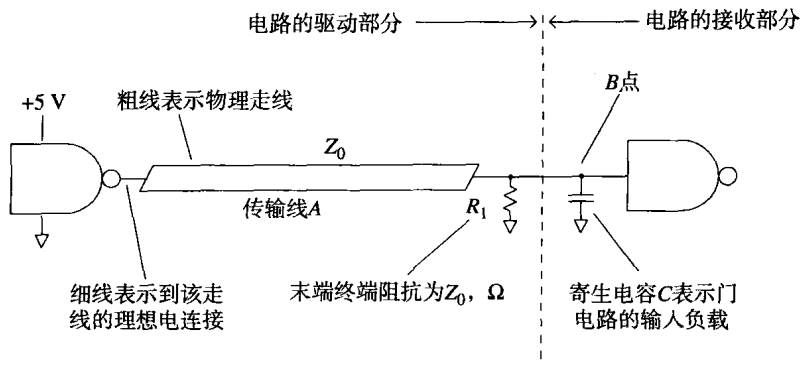 电路的驱动部分
电路的接收部分
+5 V
粗线表示物理走线
B点
Z0
传输线A
R1
细线表示到该走
线的理想电连接
末端终端阻抗为Z0，Ω
寄生电容C表示门
电路的输入负载